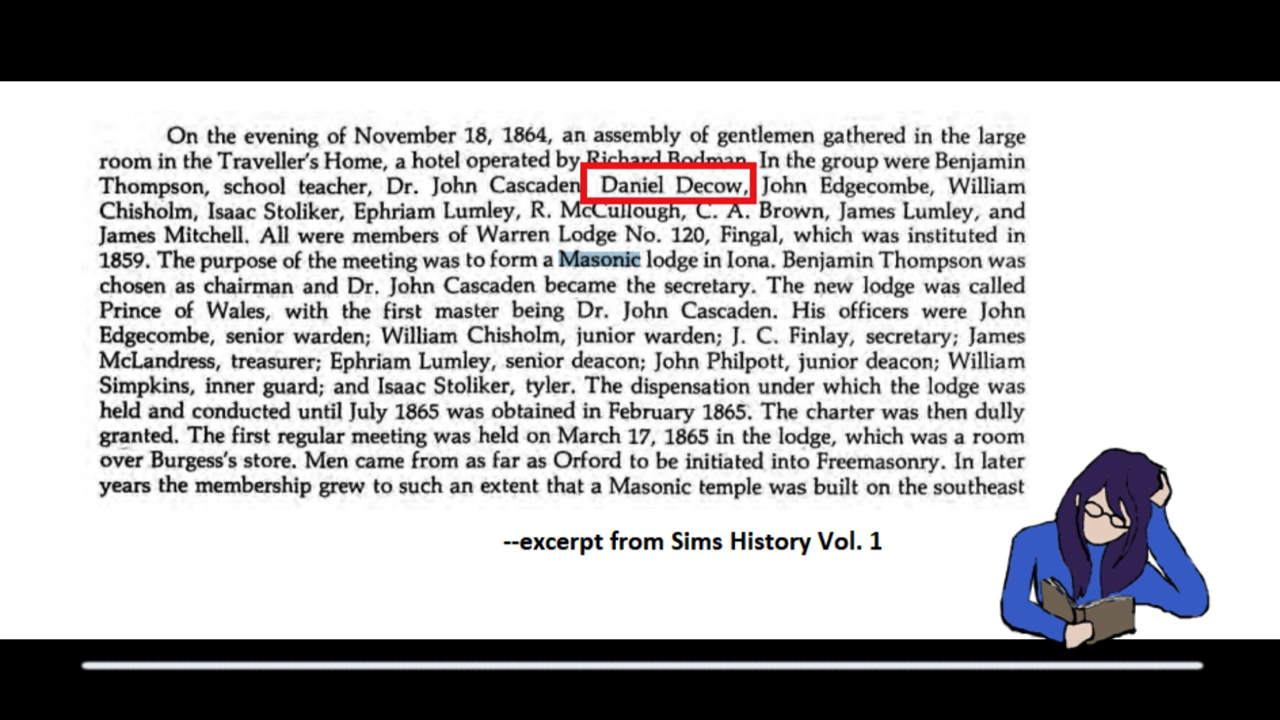 On the evening of November 18, 1864, an assembly of gentlemen gathered in the large
room in the Traveller's Home, a hotel operated by Richard Bodman. In the group were Benjamin
Thompson, school teacher, Dr. John Cascaden, Daniel Decow, John Edgecombe, William
Chisholm, Isaac Stoliker, Ephriam Lumley, R. McCullough, C. A. Brown, James Lumley, and
James Mitchell. All were members of Warren Lodge No. 120, Fingal, which was instituted in
1859. The purpose of the meeting was to form a Masonic lodge in Iona. Benjamin Thompson was
chosen as chairman and Dr. John Cascaden became the secretary. The new lodge was called
Prince of Wales, with the first master being Dr. John Cascaden. His officers were John
Edgecombe, senior warden; William Chisholm, junior warden; J. C. Finlay, secretary; James
McLandress, treasurer; Ephriam Lumley, senior deacon; John Philpott, junior deacon; William
Simpkins, inner guard; and Isaac Stoliker, tyler. The dispensation under which the lodge was
held and conducted until July 1865 was obtained in February 1865. The charter was then dully
granted. The first regular meeting was held on March 17, 1865 in the lodge, which was a room
over Burgess's store. Men came from as far as Orford to be initiated into Freemasonry. In later
years the membership grew to such an extent that a Masonic temple was built on the southeast
--excerpt from Sims History Vol. 1